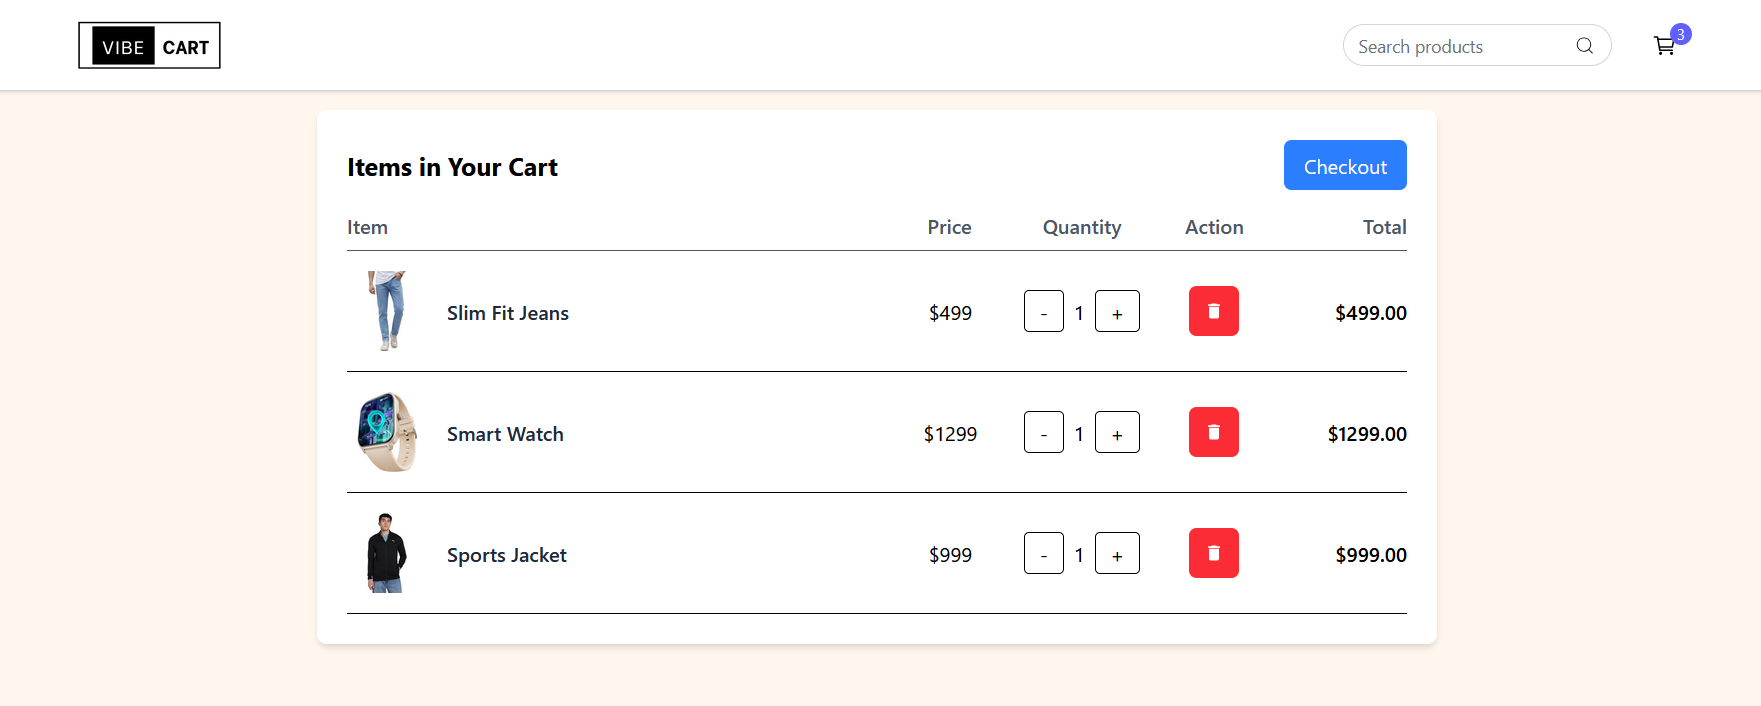 VIBE CART
Search products
3
Items in Your Cart
Checkout
Item Price Quantity Action Total
Slim Fit Jeans $499 - 1 + $499.00
Smart Watch $1299 - 1 + $1299.00
Sports Jacket $999 - 1 + $999.00